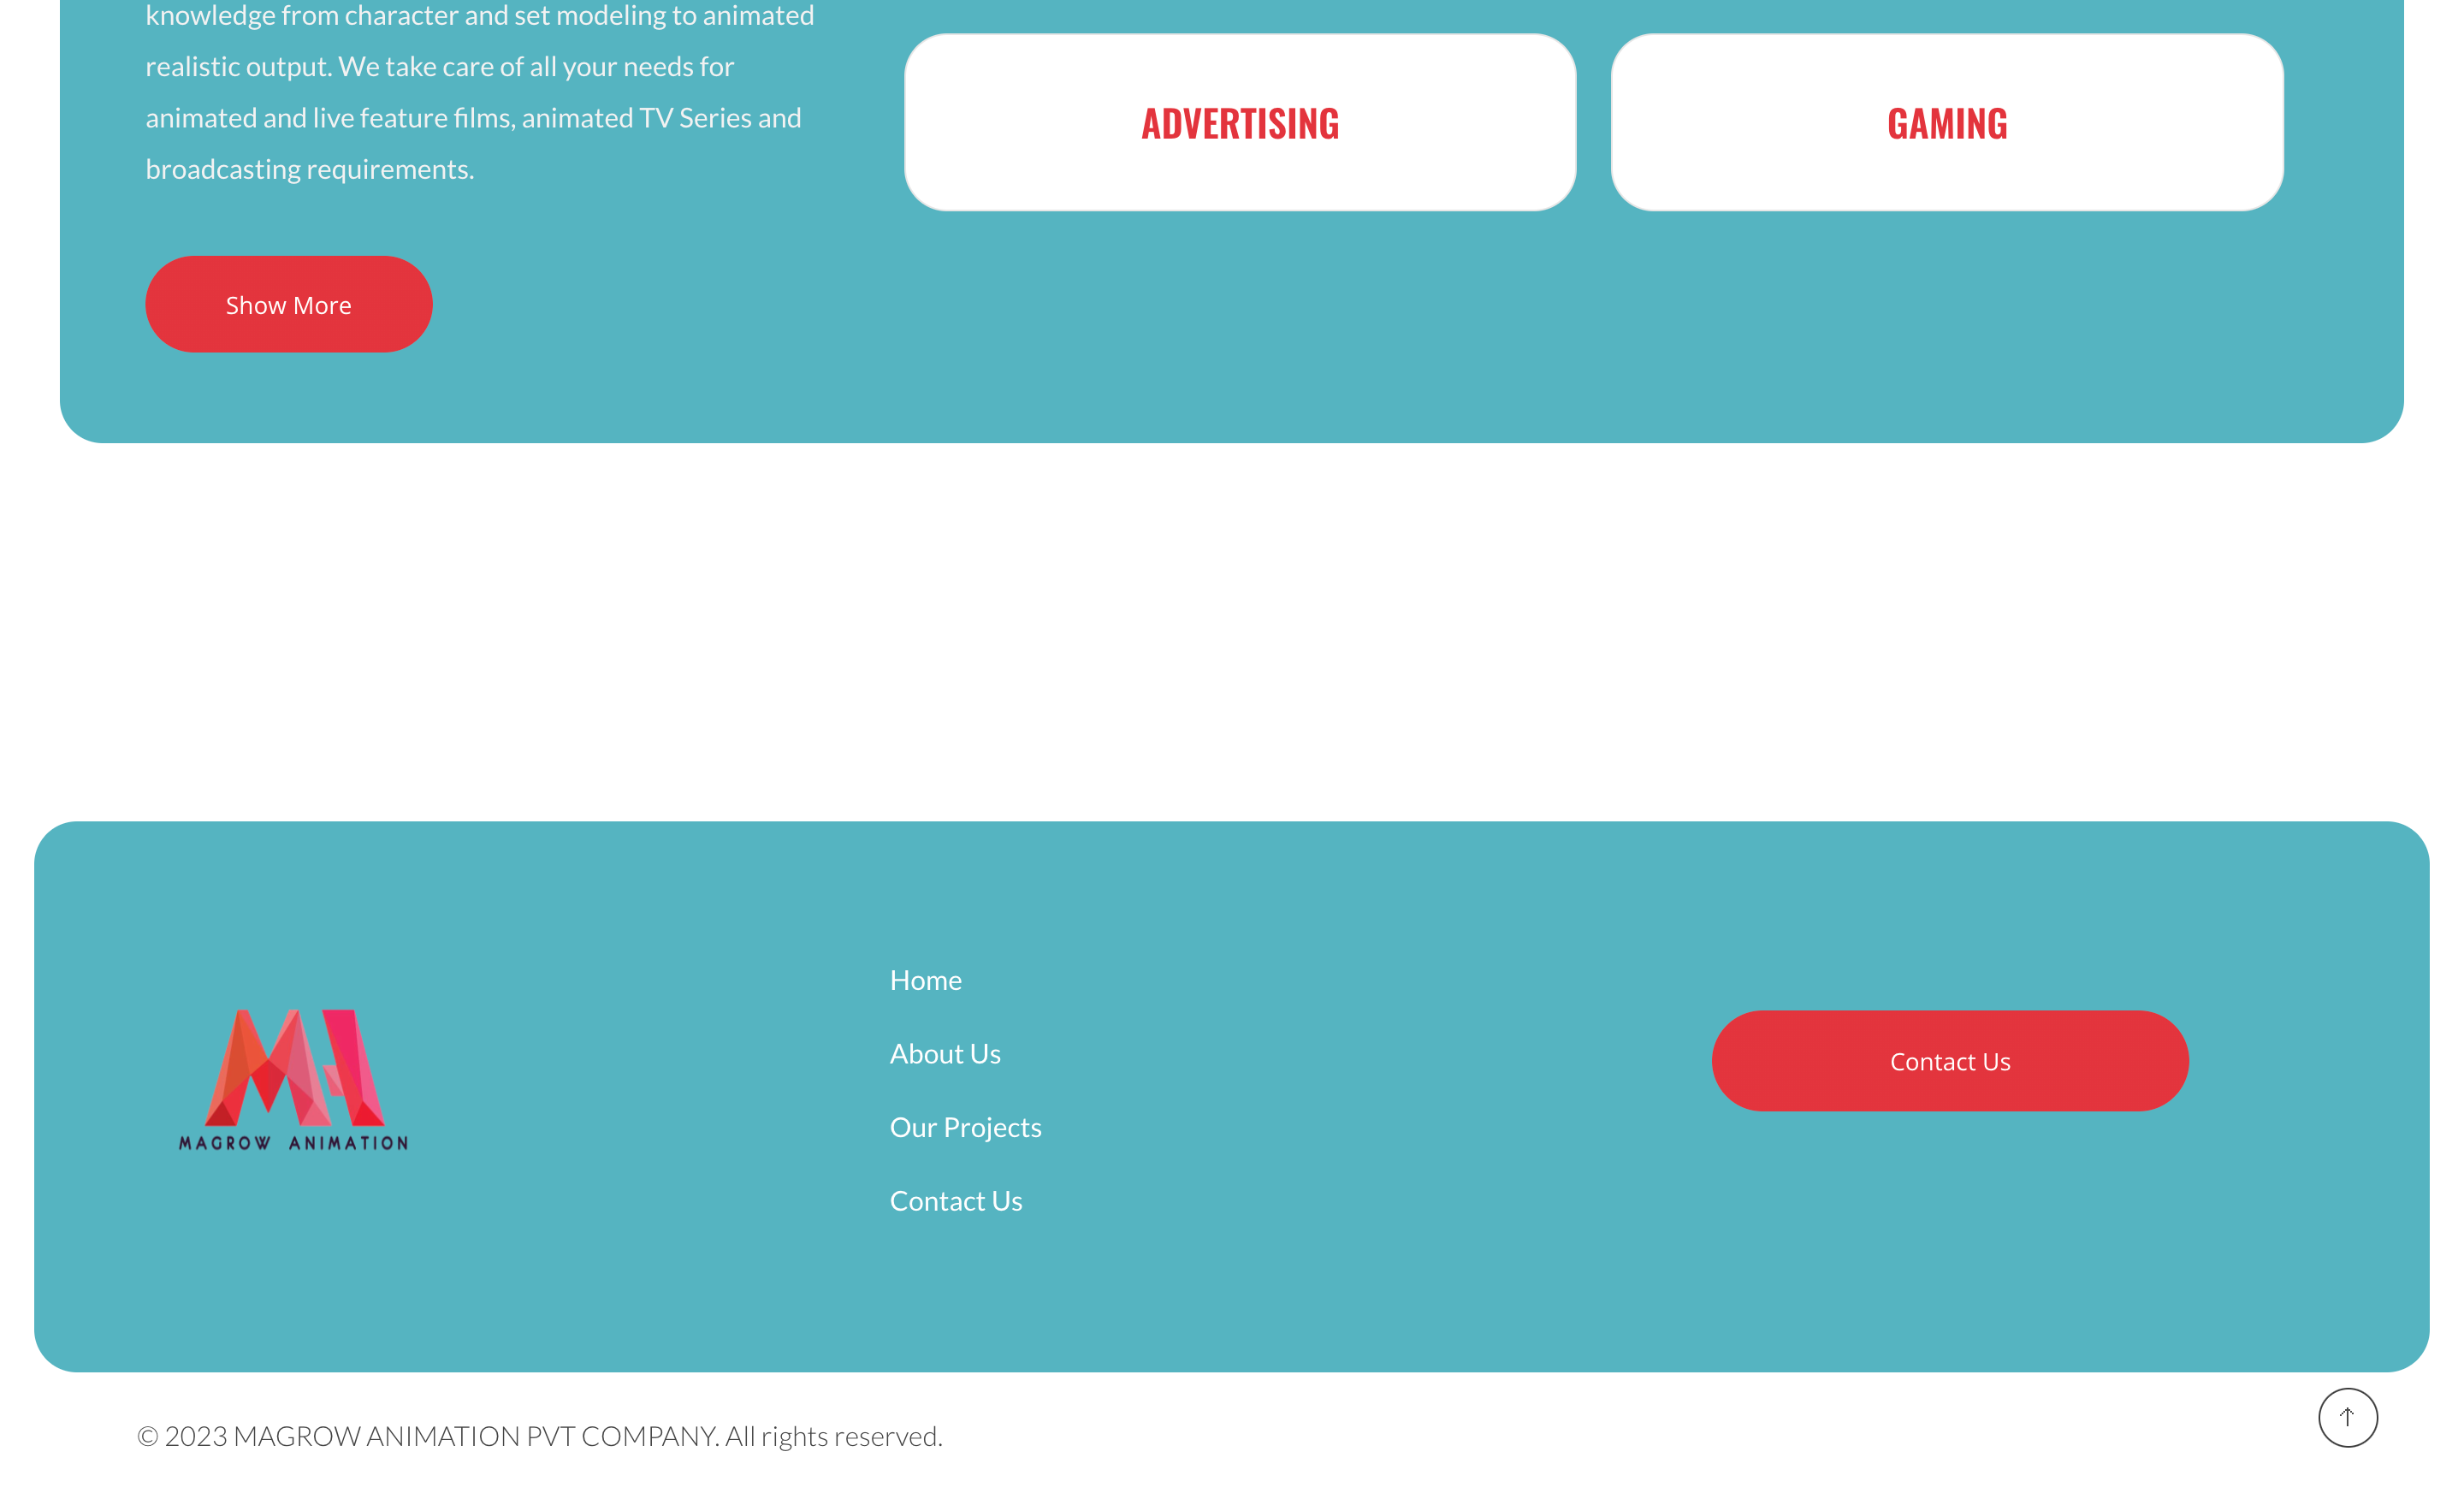 knowledge from character and set modeling to animated
realistic output. We take care of all your needs for
animated and live feature films, animated TV Series and
broadcasting requirements.
Show More
ADVERTISING
GAMING
MAGROW ANIMATION
Home
About Us
Our Projects
Contact Us
Contact Us
© 2023 MAGROW ANIMATION PVT COMPANY. All rights reserved.